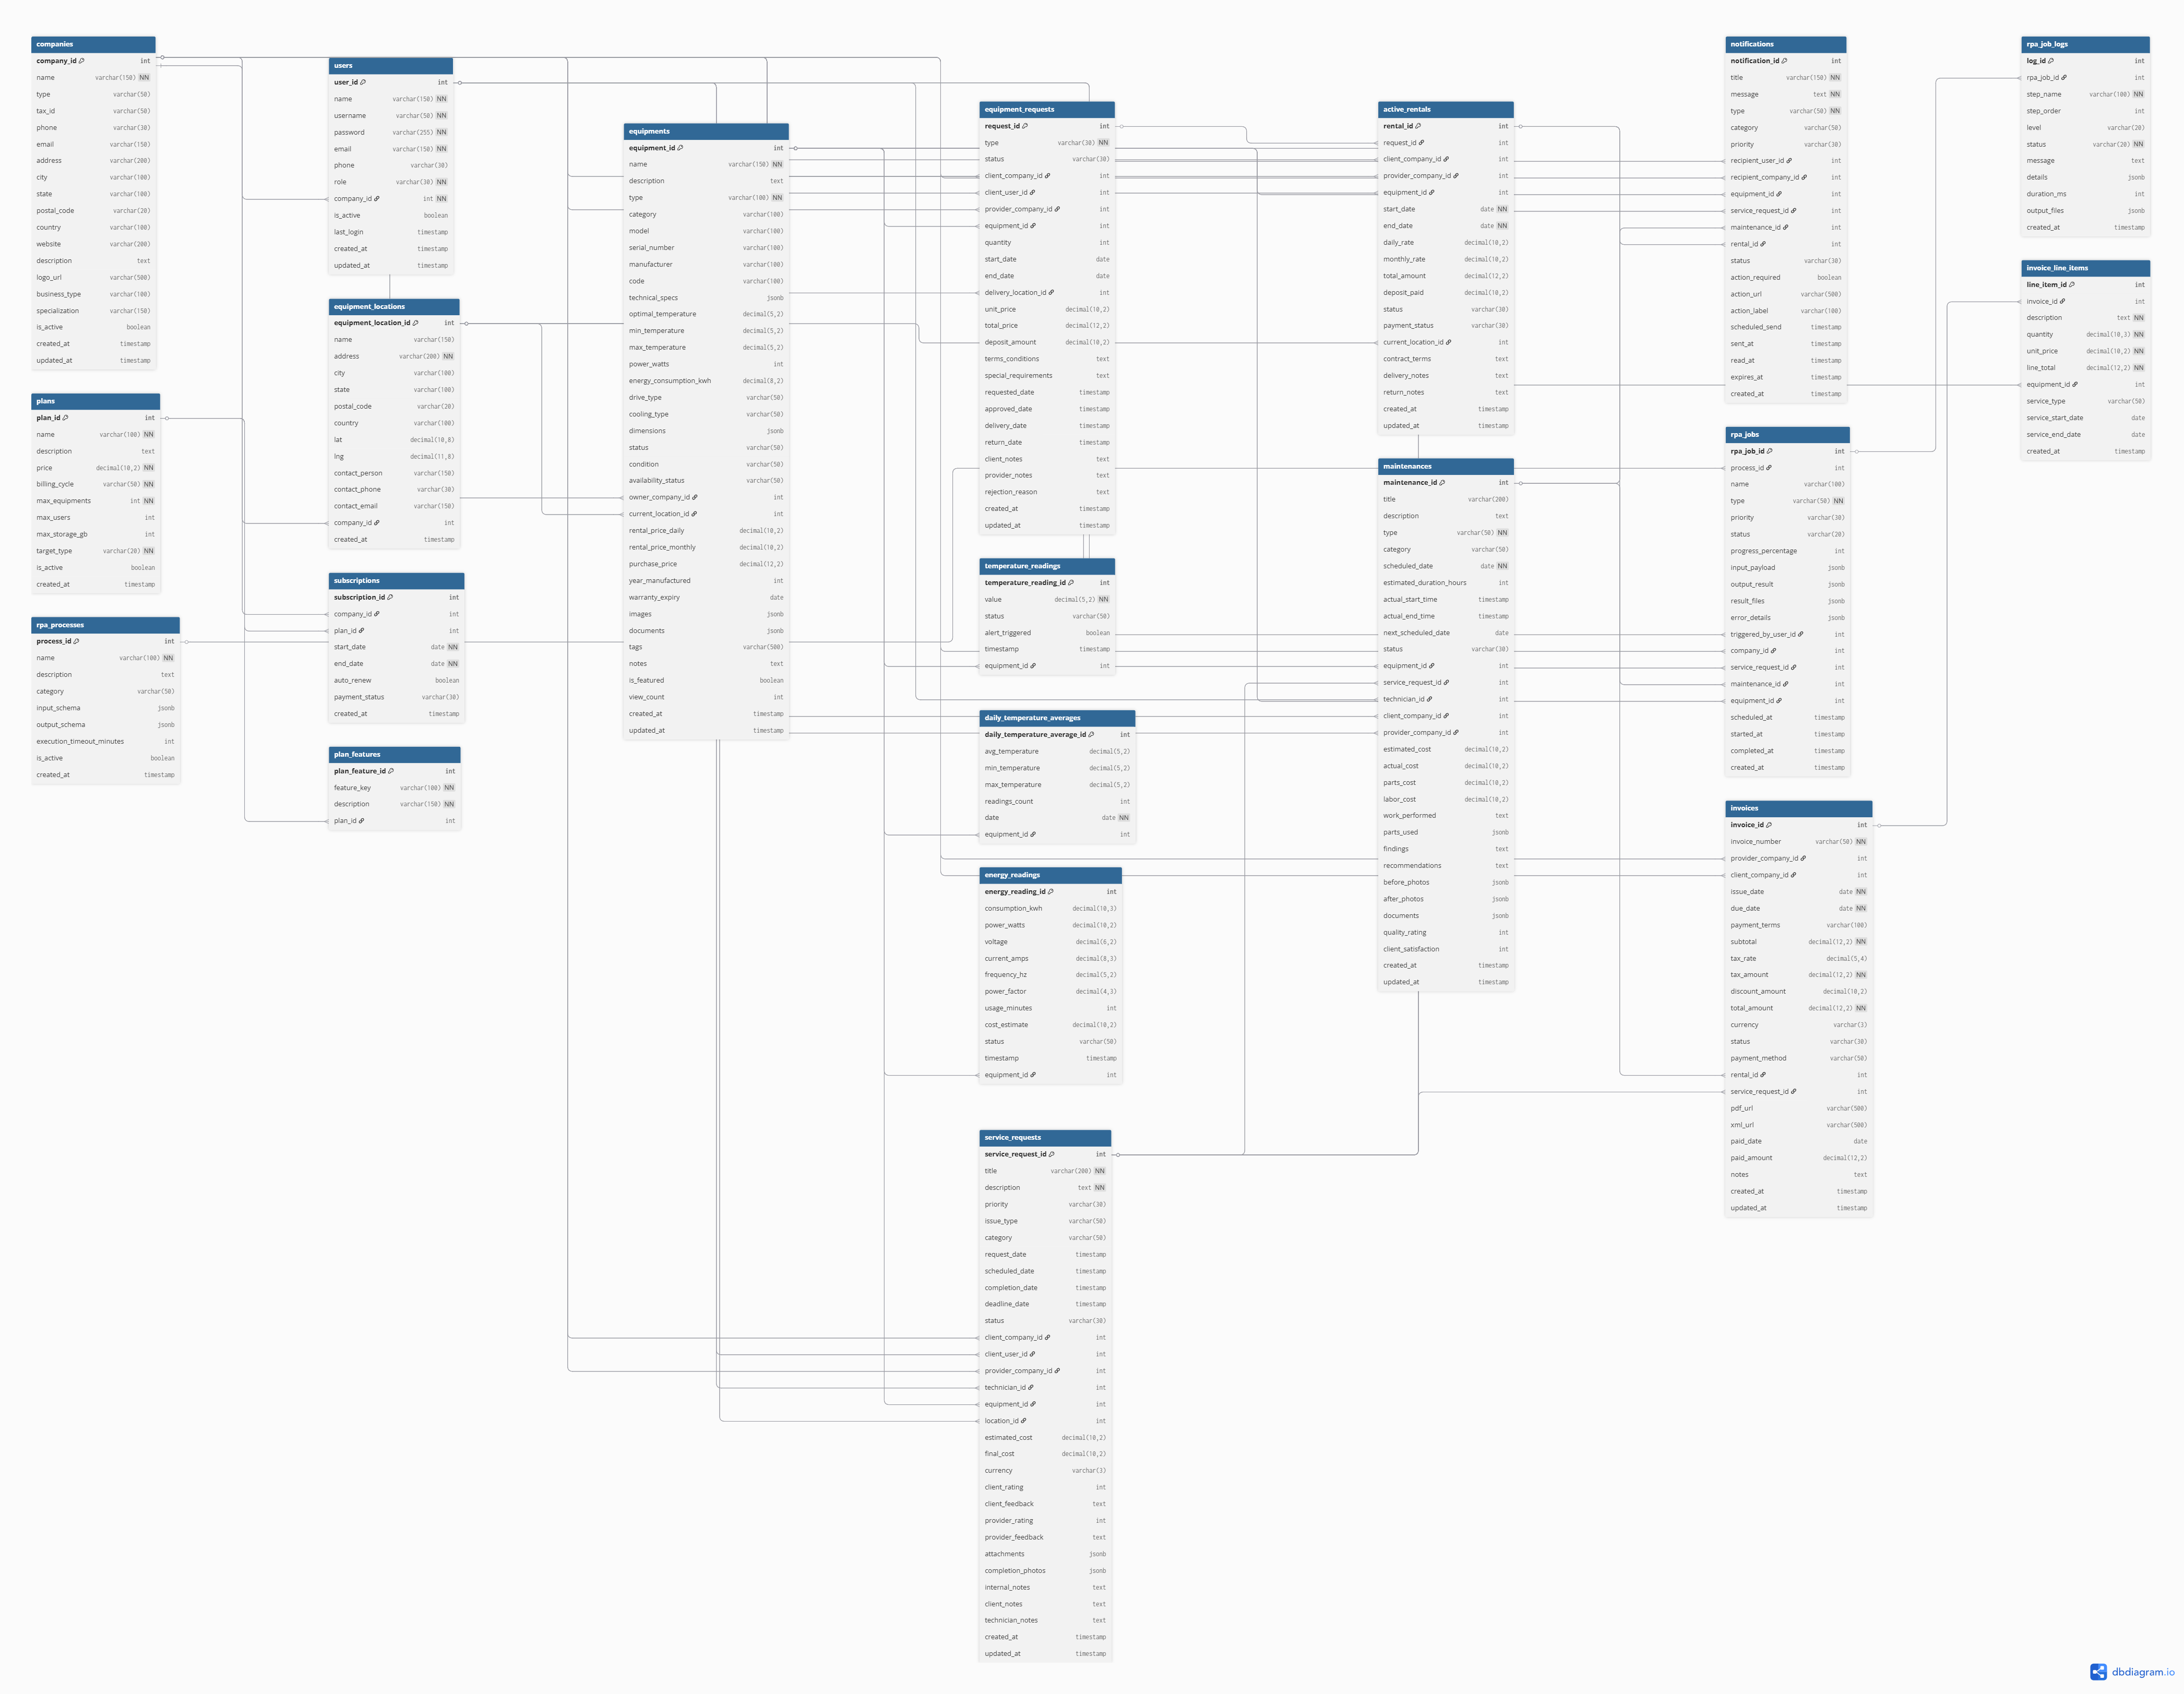 companies
company_id int
name varchar(150) NN
type varchar(50)
tax_id varchar(50)
phone varchar(30)
email varchar(150)
address varchar(200)
city varchar(100)
state varchar(100)
postal_code varchar(20)
country varchar(100)
website varchar(200)
description text
logo_url varchar(500)
business_type varchar(100)
specialization varchar(150)
is_active boolean
created_at timestamp
updated_at timestamp
plans
plan_id int
name varchar(100) NN
description text
price decimal(10,2) NN
billing_cycle varchar(50) NN
max_equipments int NN
max_users int
max_storage_gb int
target_type varchar(20) NN
is_active boolean
created_at timestamp
rpa_processes
process_id int
name varchar(100) NN
description text
category varchar(50)
input_schema jsonb
output_schema jsonb
execution_timeout_minutes int
is_active boolean
created_at timestamp
users
user_id int
name varchar(150) NN
username varchar(50) NN
password varchar(255) NN
email varchar(150) NN
phone varchar(30)
role varchar(30) NN
company_id int NN
is_active boolean
last_login timestamp
created_at timestamp
updated_at timestamp
equipment_locations
equipment_location_id int
name varchar(150)
address varchar(200) NN
city varchar(100)
state varchar(100)
postal_code varchar(20)
country varchar(100)
lat decimal(10,8)
lng decimal(11,8)
contact_person varchar(150)
contact_phone varchar(30)
contact_email varchar(150)
company_id int
created_at timestamp
subscriptions
subscription_id int
company_id int
plan_id int
start_date date NN
end_date date NN
auto_renew boolean
payment_status varchar(30)
created_at timestamp
plan_features
plan_feature_id int
feature_key varchar(100) NN
description varchar(150) NN
plan_id int
equipments
equipment_id int
name varchar(150) NN
description text
type varchar(100) NN
category varchar(100)
model varchar(100)
serial_number varchar(100)
manufacturer varchar(100)
code varchar(100)
technical_specs jsonb
optimal_temperature decimal(5,2)
min_temperature decimal(5,2)
max_temperature decimal(5,2)
power_watts int
energy_consumption_kwh decimal(8,2)
drive_type varchar(50)
cooling_type varchar(50)
dimensions jsonb
status varchar(50)
condition varchar(50)
availability_status varchar(50)
owner_company_id int
current_location_id int
rental_price_daily decimal(10,2)
rental_price_monthly decimal(10,2)
purchase_price decimal(12,2)
year_manufactured int
warranty_expiry date
images jsonb
documents jsonb
tags varchar(500)
notes text
is_featured boolean
view_count int
created_at timestamp
updated_at timestamp
equipment_requests
request_id int
type varchar(30) NN
status varchar(30)
client_company_id int
client_user_id int
provider_company_id int
equipment_id int
quantity int
start_date date
end_date date
delivery_location_id int
unit_price decimal(10,2)
total_price decimal(12,2)
deposit_amount decimal(10,2)
terms_conditions text
special_requirements text
requested_date timestamp
approved_date timestamp
delivery_date timestamp
return_date timestamp
client_notes text
provider_notes text
rejection_reason text
created_at timestamp
updated_at timestamp
temperature_readings
temperature_reading_id int
value decimal(5,2) NN
status varchar(50)
alert_triggered boolean
timestamp timestamp
equipment_id int
daily_temperature_averages
daily_temperature_average_id int
avg_temperature decimal(5,2)
min_temperature decimal(5,2)
max_temperature decimal(5,2)
readings_count int
date date NN
equipment_id int
energy_readings
energy_reading_id int
consumption_kwh decimal(10,3)
power_watts decimal(10,2)
voltage decimal(6,2)
current_amps decimal(8,3)
frequency_hz decimal(5,2)
power_factor decimal(4,3)
usage_minutes int
cost_estimate decimal(10,2)
status varchar(50)
timestamp timestamp
equipment_id int
service_requests
service_request_id int
title varchar(200) NN
description text NN
priority varchar(30)
issue_type varchar(50)
category varchar(50)
request_date timestamp
scheduled_date timestamp
completion_date timestamp
deadline_date timestamp
status varchar(30)
client_company_id int
client_user_id int
provider_company_id int
technician_id int
equipment_id int
location_id int
estimated_cost decimal(10,2)
final_cost decimal(10,2)
currency varchar(3)
client_rating int
client_feedback text
provider_rating int
provider_feedback text
attachments jsonb
completion_photos jsonb
internal_notes text
client_notes text
technician_notes text
created_at timestamp
updated_at timestamp
active_rentals
rental_id int
request_id int
client_company_id int
provider_company_id int
equipment_id int
start_date date NN
end_date date NN
daily_rate decimal(10,2)
monthly_rate decimal(10,2)
total_amount decimal(12,2)
deposit_paid decimal(10,2)
status varchar(30)
payment_status varchar(30)
current_location_id int
contract_terms text
delivery_notes text
return_notes text
created_at timestamp
updated_at timestamp
maintenances
maintenance_id int
title varchar(200)
description text
type varchar(50) NN
category varchar(50)
scheduled_date date NN
estimated_duration_hours int
actual_start_time timestamp
actual_end_time timestamp
next_scheduled_date date
status varchar(30)
equipment_id int
service_request_id int
technician_id int
client_company_id int
provider_company_id int
estimated_cost decimal(10,2)
actual_cost decimal(10,2)
parts_cost decimal(10,2)
labor_cost decimal(10,2)
work_performed text
parts_used jsonb
findings text
recommendations text
before_photos jsonb
after_photos jsonb
documents jsonb
quality_rating int
client_satisfaction int
created_at timestamp
updated_at timestamp
notifications
notification_id int
title varchar(150) NN
message text NN
type varchar(50) NN
category varchar(50)
priority varchar(30)
recipient_user_id int
recipient_company_id int
equipment_id int
service_request_id int
maintenance_id int
rental_id int
status varchar(30)
action_required boolean
action_url varchar(500)
action_label varchar(100)
scheduled_send timestamp
sent_at timestamp
read_at timestamp
expires_at timestamp
created_at timestamp
rpa_jobs
rpa_job_id int
process_id int
name varchar(100)
type varchar(50) NN
priority varchar(30)
status varchar(20)
progress_percentage int
input_payload jsonb
output_result jsonb
result_files jsonb
error_details jsonb
triggered_by_user_id int
company_id int
service_request_id int
maintenance_id int
equipment_id int
scheduled_at timestamp
started_at timestamp
completed_at timestamp
created_at timestamp
invoices
invoice_id int
invoice_number varchar(50) NN
provider_company_id int
client_company_id int
issue_date date NN
due_date date NN
payment_terms varchar(100)
subtotal decimal(12,2) NN
tax_rate decimal(5,4)
tax_amount decimal(12,2) NN
discount_amount decimal(10,2)
total_amount decimal(12,2) NN
currency varchar(3)
status varchar(30)
payment_method varchar(50)
rental_id int
service_request_id int
pdf_url varchar(500)
xml_url varchar(500)
paid_date date
paid_amount decimal(12,2)
notes text
created_at timestamp
updated_at timestamp
rpa_job_logs
log_id int
rpa_job_id int
step_name varchar(100) NN
step_order int
level varchar(20)
status varchar(20) NN
message text
details jsonb
duration_ms int
output_files jsonb
created_at timestamp
invoice_line_items
line_item_id int
invoice_id int
description text NN
quantity decimal(10,3) NN
unit_price decimal(10,2) NN
line_total decimal(12,2) NN
equipment_id int
service_type varchar(50)
service_start_date date
service_end_date date
created_at timestamp
dbdiagram.io